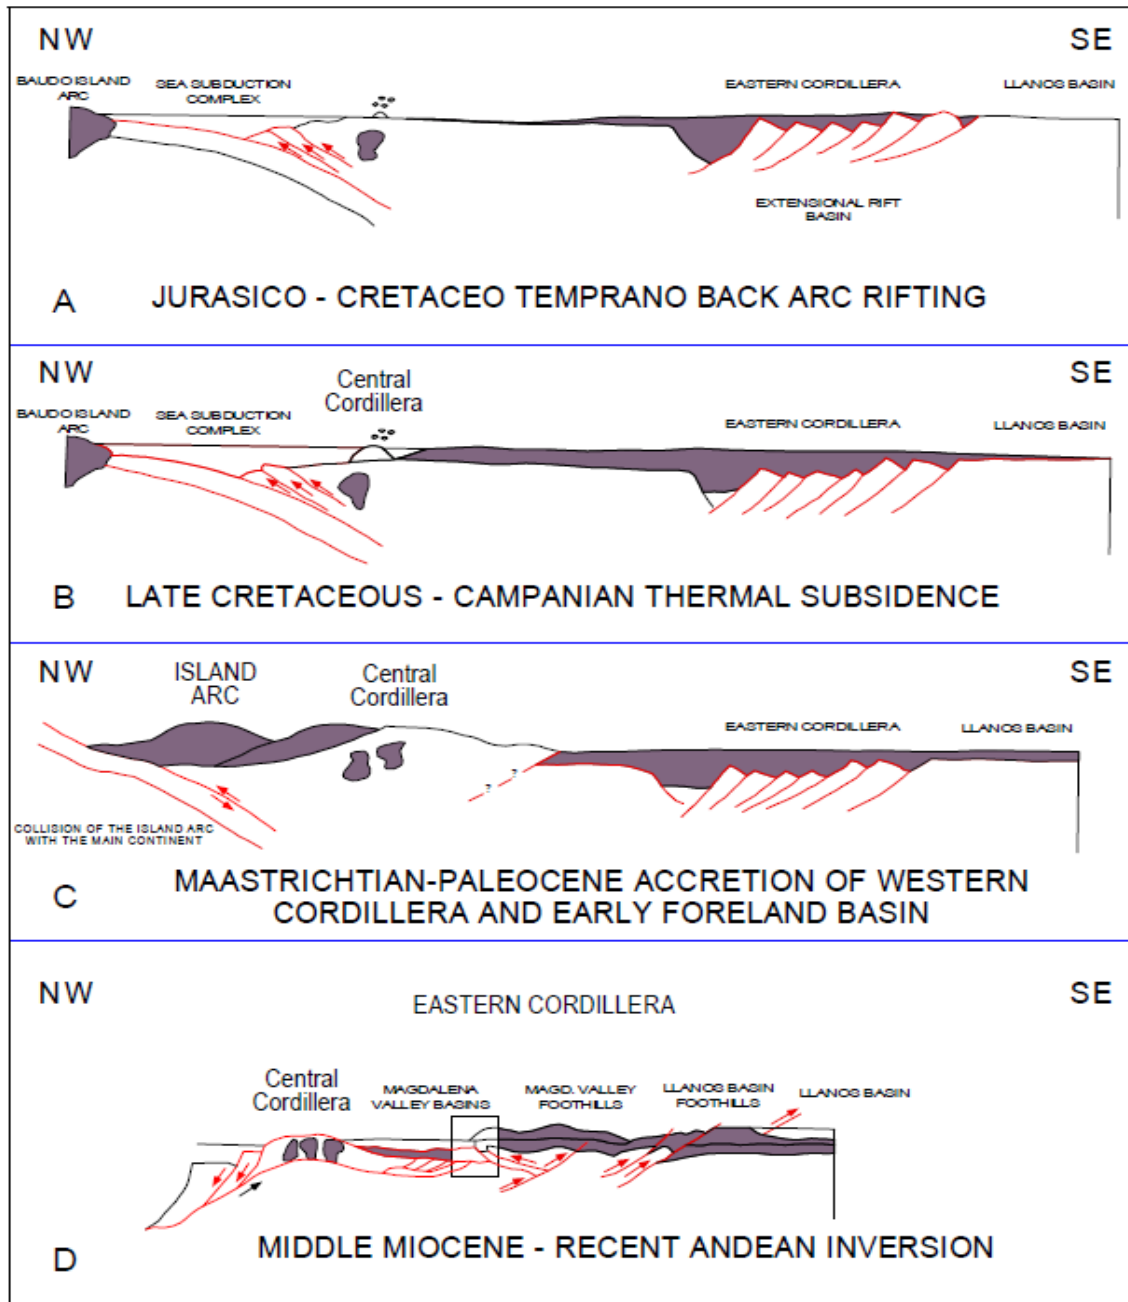 NW
SE
BAUDO ISLAND
ARC
SEA SUBDUCTION
COMPLEX
EASTERN CORDILLERA
LLANOS BASIN
EXTENSIONAL RIFT
BASIN
A
JURASICO - CRETACEO TEMPRANO BACK ARC RIFTING
NW
SE
Central
Cordillera
BAUDO ISLAND
ARC
SEA SUBDUCTION
COMPLEX
EASTERN CORDILLERA
LLANOS BASIN
B
LATE CRETACEOUS - CAMPANIAN THERMAL SUBSIDENCE
NW
SE
ISLAND
ARC
Central
Cordillera
EASTERN CORDILLERA
LLANOS BASIN
?
?
COLLISION OF THE ISLAND ARC
WITH THE MAIN CONTINENT
C
MAASTRICHTIAN-PALEOCENE ACCRETION OF WESTERN
CORDILLERA AND EARLY FORELAND BASIN
NW
SE
EASTERN CORDILLERA
Central
Cordillera
MAGDALENA
VALLEY BASINS
MAGD. VALLEY
FOOTHILLS
LLANOS BASIN
FOOTHILLS
LLANOS BASIN
D
MIDDLE MIOCENE - RECENT ANDEAN INVERSION